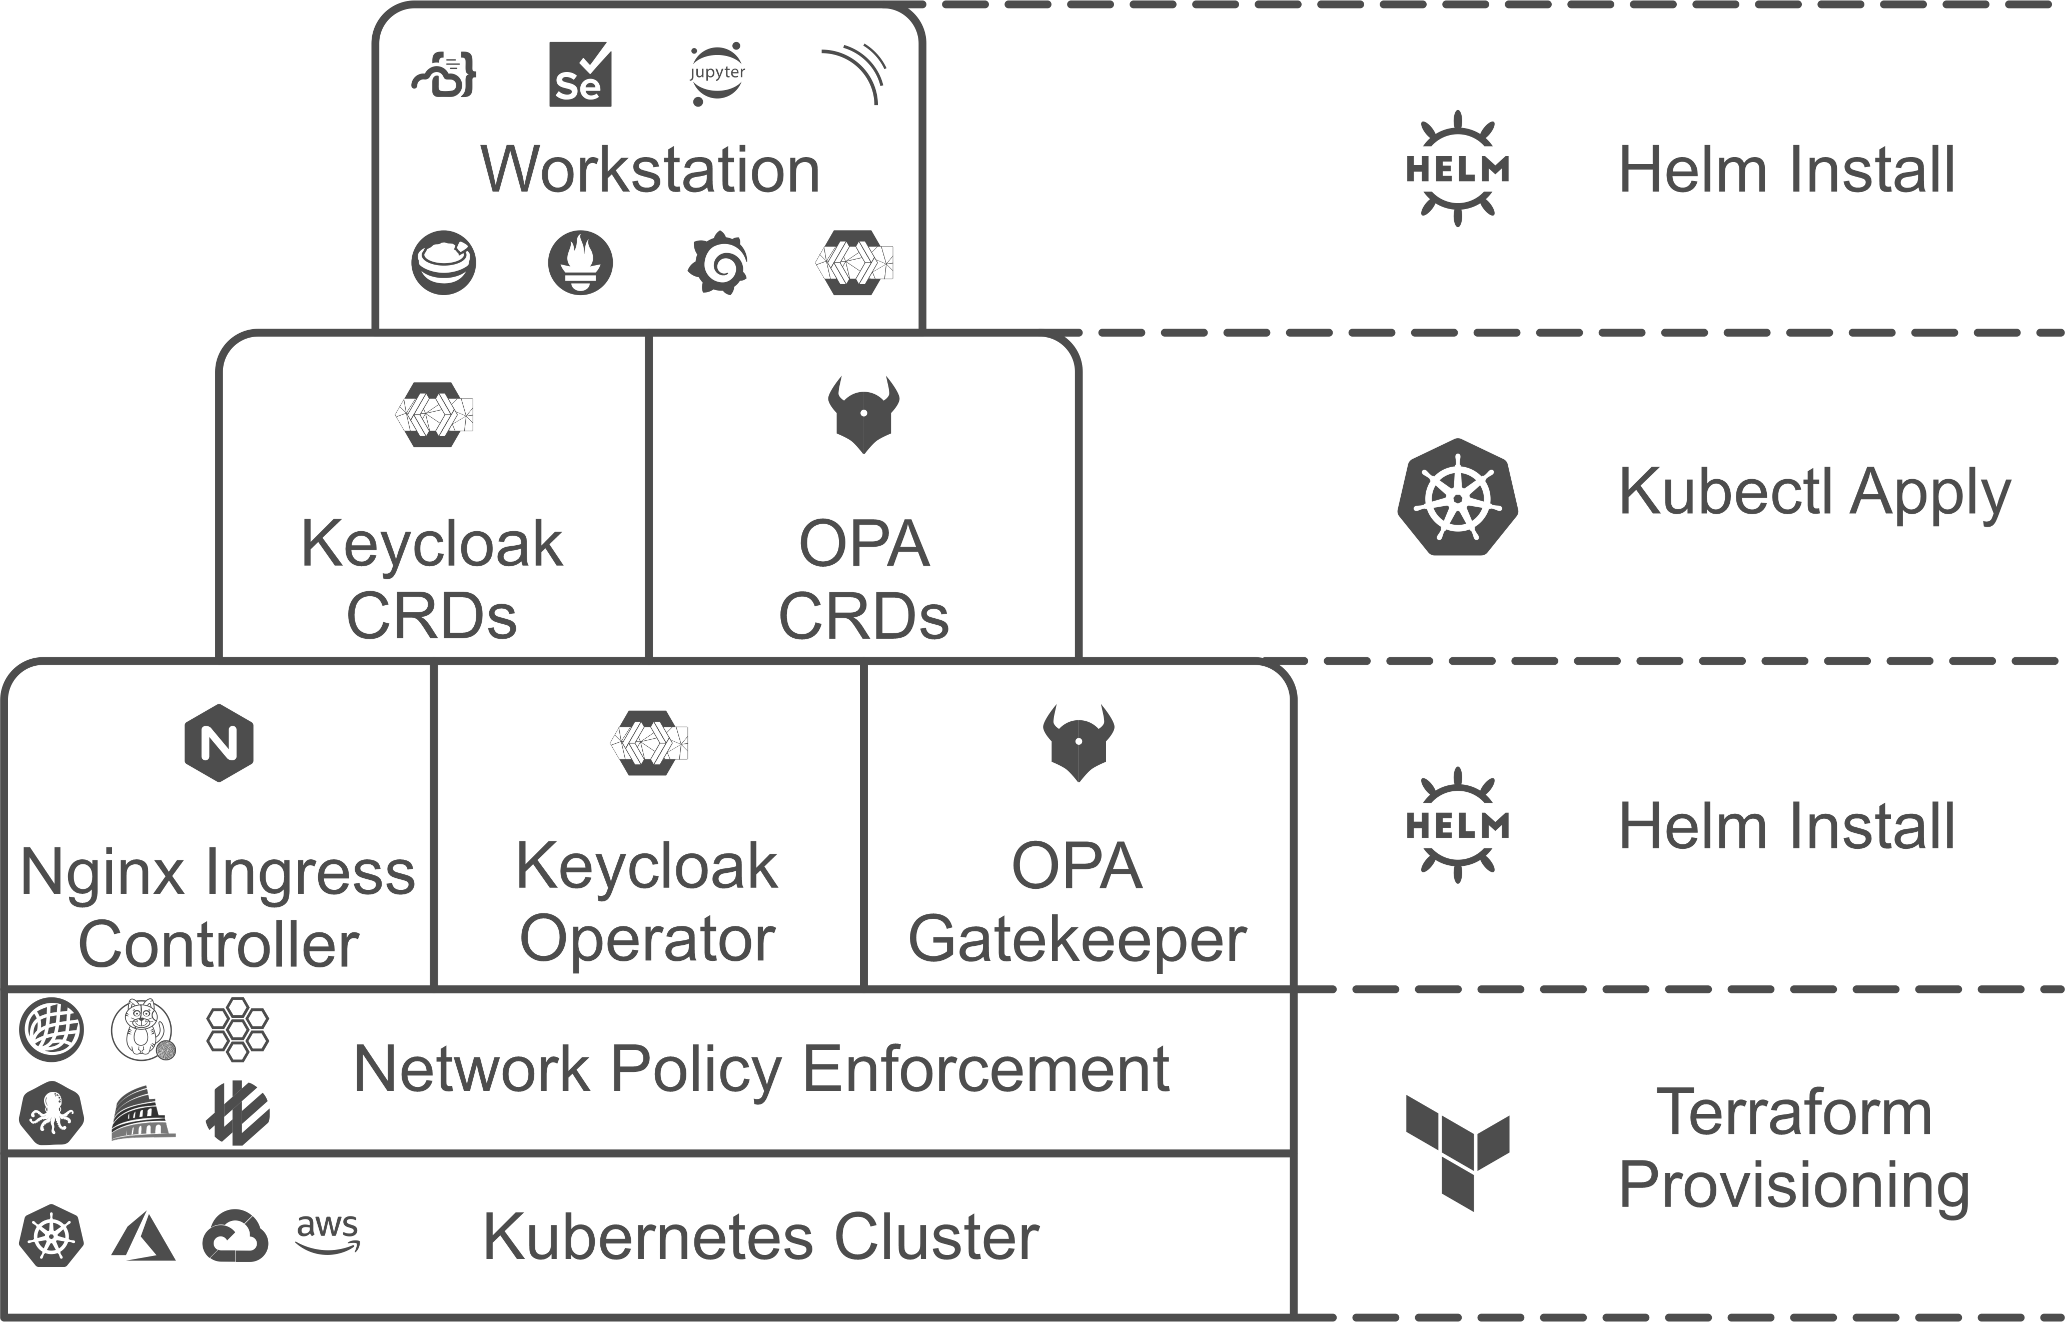 Se
jupyter
Workstation
HELM
Helm Install
Keycloak
CRDs
OPA
CRDs
Kubectl Apply
N
Nginx Ingress
Controller
Keycloak
Operator
OPA
Gatekeeper
HELM
Helm Install
Network Policy Enforcement
Terraform
Provisioning
aws
Kubernetes Cluster